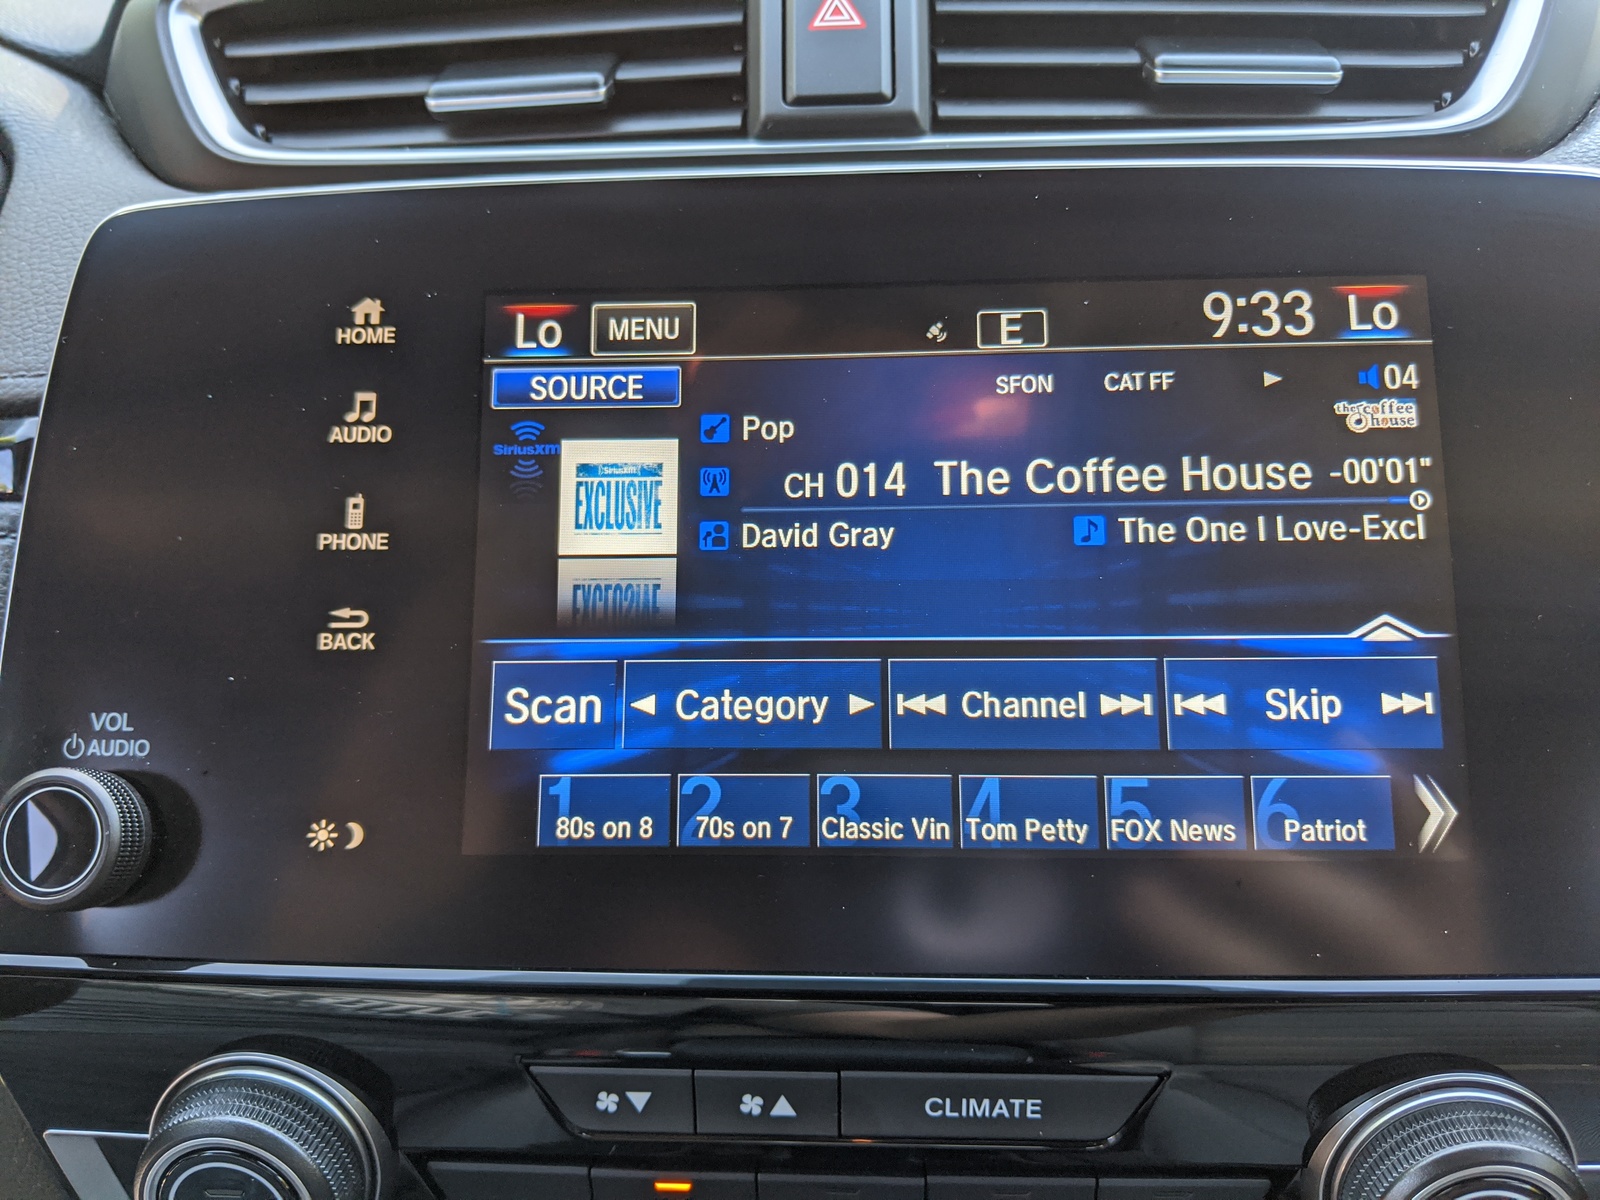 HOME
AUDIO
PHONE
BACK
VOL
AUDIO
Lo MENU E 9:33 Lo
SOURCE SFON CAT FF 04
SiriusXM
SiriusXM
EXCLUSIVE
Pop
the coffee
house
CH 014 The Coffee House -00'01"
David Gray The One I Love-Excl
Scan Category Channel Skip
1 80s on 8
2 70s on 7
3 Classic Vin
4 Tom Petty
5 FOX News
6 Patriot
CLIMATE